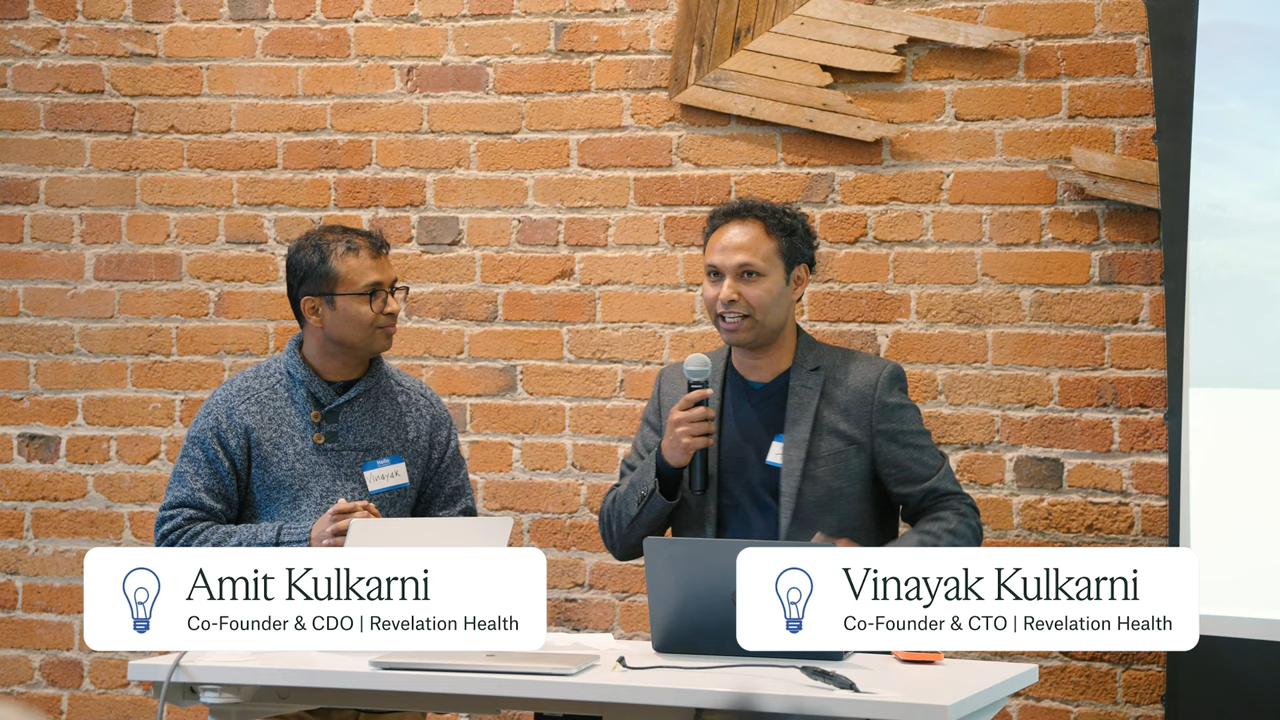 Hello
Vinayak
Amit Kulkarni
Co-Founder & CDO | Revelation Health
Vinayak Kulkarni
Co-Founder & CTO | Revelation Health